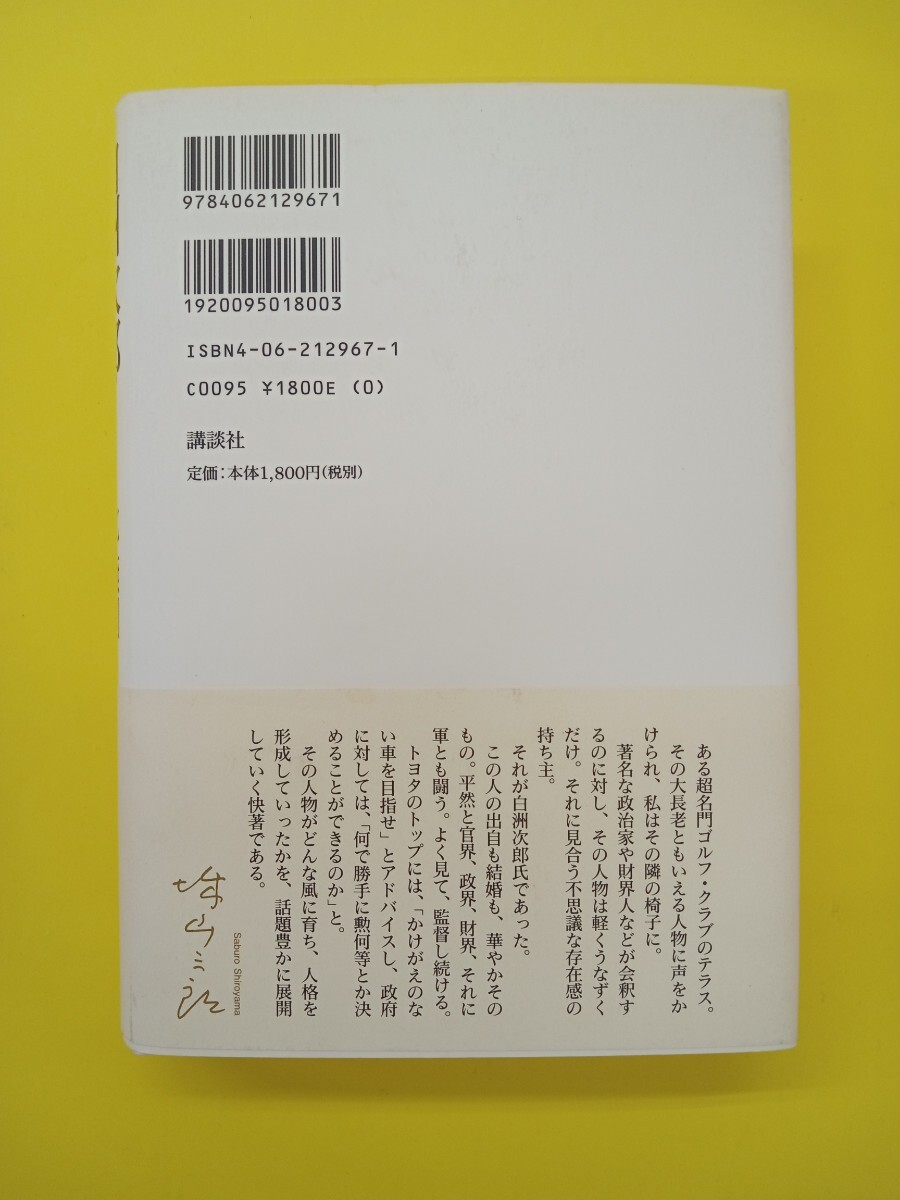 9784062129671
1920095018003
ISBN4-06-212967-1
C0095 ¥1800E (0)
講談社
定価：本体1,800円(税別)
ある超名門ゴルフ・クラブのテラス。
その大長老ともいえる人物に声をか
けられ、私はその隣の椅子に。
著名な政治家や財界人などが会釈す
るのに対し、その人物は軽くうなずく
だけ。それに見合う不思議な存在感の
持ち主。
それが白洲次郎氏であった。
この人の出自も結婚も、華やかその
もの。平然と官界、政界、財界、それに
軍とも闘う。よく見て、監督し続ける。
トヨタのトップには、「かけがえのな
い車を目指せ」とアドバイスし、政府
に対しては、「何で勝手に勲何等とか決
めることができるのか」と。
その人物がどんな風に育ち、人格を
形成していったかを、話題豊かに展開
していく快著である。
城山三郎
Saburo Shiroyama